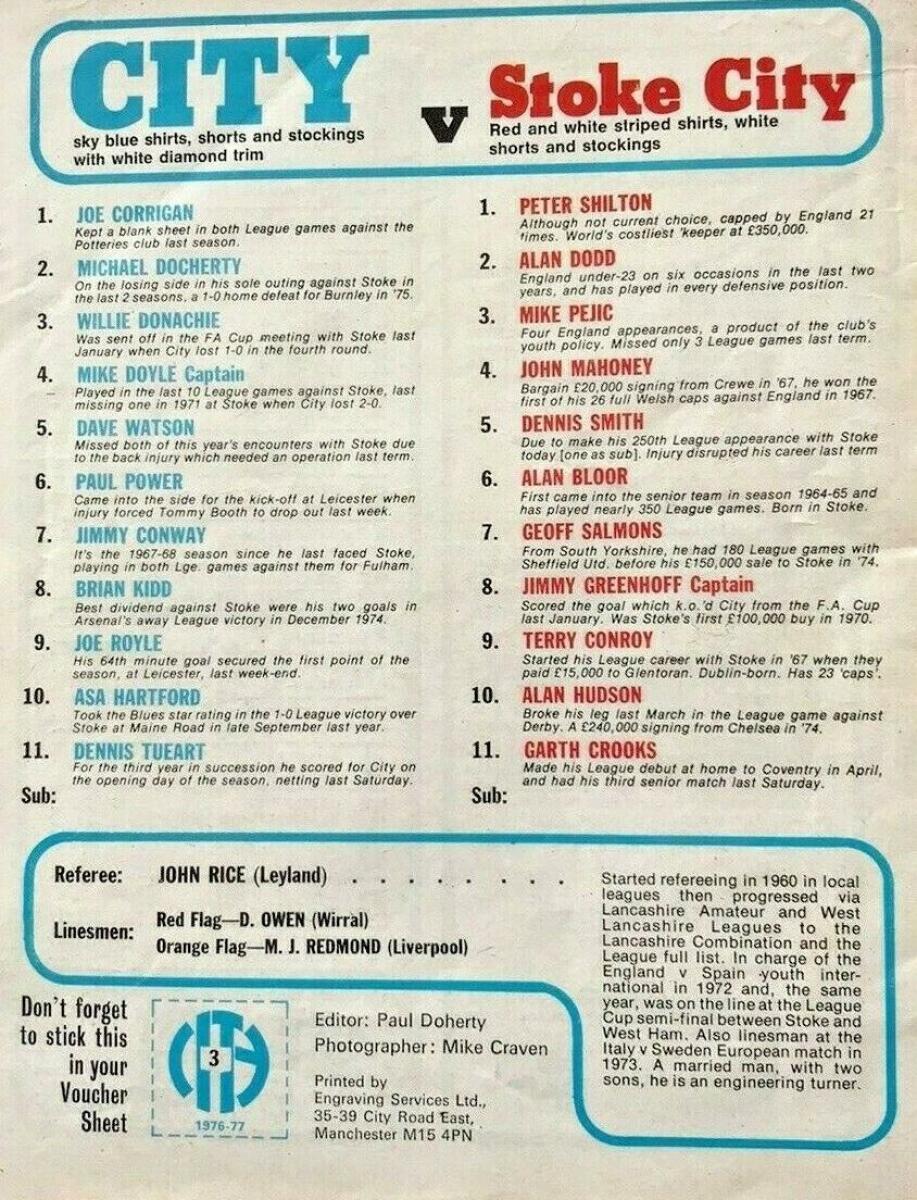 CITY
sky blue shirts, shorts and stockings
with white diamond trim
v
Stoke City
Red and white striped shirts, white
shorts and stockings
1. JOE CORRIGAN
Kept a blank sheet in both League games against the
Potteries club last season.
2. MICHAEL DOCHERTY
On the losing side in his sole outing against Stoke in
the last 2 seasons, a 1-0 home defeat for Burnley in '75.
3. WILLIE DONACHIE
Was sent off in the FA Cup meeting with Stoke last
January when City lost 1-0 in the fourth round.
4. MIKE DOYLE Captain
Played in the last 10 League games against Stoke, last
missing one in 1971 at Stoke when City lost 2-0.
5. DAVE WATSON
Missed both of this year's encounters with Stoke due
to the back injury which needed an operation last term.
6. PAUL POWER
Came into the side for the kick-off at Leicester when
injury forced Tommy Booth to drop out last week.
7. JIMMY CONWAY
It's the 1967-68 season since he last faced Stoke,
playing in both Lge. games against them for Fulham.
8. BRIAN KIDD
Best dividend against Stoke were his two goals in
Arsenal's away League victory in December 1974.
9. JOE ROYLE
His 64th minute goal secured the first point of the
season, at Leicester, last week-end.
10. ASA HARTFORD
Took the Blues star rating in the 1-0 League victory over
Stoke at Maine Road in late September last year.
11. DENNIS TUEART
For the third year in succession he scored for City on
the opening day of the season, netting last Saturday.
Sub:
1. PETER SHILTON
Although not current choice, capped by England 21
times. World's costliest 'keeper at £350,000.
2. ALAN DODD
England under-23 on six occasions in the last two
years, and has played in every defensive position.
3. MIKE PEJIC
Four England appearances, a product of the club's
youth policy. Missed only 3 League games last term.
4. JOHN MAHONEY
Bargain £20,000 signing from Crewe in '67, he won the
first of his 26 full Welsh caps against England in 1967.
5. DENNIS SMITH
Due to make his 250th League appearance with Stoke
today [one as sub]. Injury disrupted his career last term
6. ALAN BLOOR
First came into the senior team in season 1964-65 and
has played nearly 350 League games. Born in Stoke.
7. GEOFF SALMONS
From South Yorkshire, he had 180 League games with
Sheffield Utd. before his £150,000 sale to Stoke in '74.
8. JIMMY GREENHOFF Captain
Scored the goal which k.o.'d City from the F.A. Cup
last January. Was Stoke's first £100,000 buy in 1970.
9. TERRY CONROY
Started his League career with Stoke in '67 when they
paid £15,000 to Glentoran. Dublin-born. Has 23 'caps'.
10. ALAN HUDSON
Broke his leg last March in the League game against
Derby. A £240,000 signing from Chelsea in '74.
11. GARTH CROOKS
Made his League debut at home to Coventry in April,
and had his third senior match last Saturday.
Sub:
Referee: JOHN RICE (Leyland) . . . . . . . .
Linesmen: Red Flag—D. OWEN (Wirral)
Orange Flag—M. J. REDMOND (Liverpool)
Started refereeing in 1960 in local
leagues then progressed via
Lancashire Amateur and West
Lancashire Leagues to the
Lancashire Combination and the
League full list. In charge of the
England v Spain youth inter-
national in 1972 and, the same
year, was on the line at the League
Cup semi-final between Stoke and
West Ham. Also linesman at the
Italy v Sweden European match in
1973. A married man, with two
sons, he is an engineering turner.
Don't forget
to stick this
in your
Voucher
Sheet
CITY
3
1976-77
Editor: Paul Doherty
Photographer: Mike Craven
Printed by
Engraving Services Ltd.,
35-39 City Road East,
Manchester M15 4PN